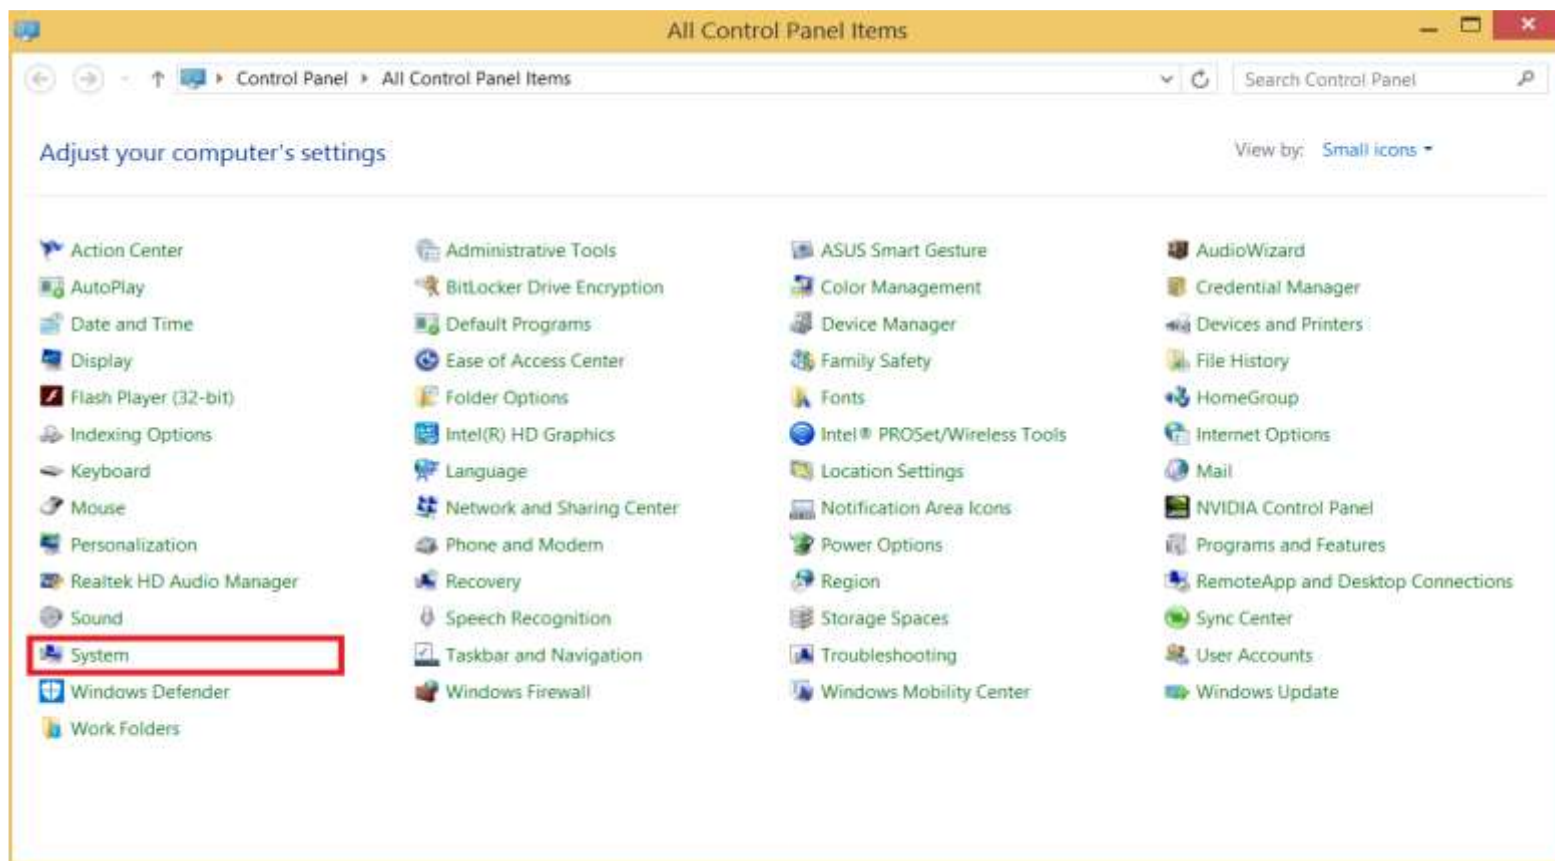 All Control Panel Items
Control Panel All Control Panel Items Search Control Panel
Adjust your computer's settings View by: Small icons
Action Center Administrative Tools ASUS Smart Gesture AudioWizard
AutoPlay BitLocker Drive Encryption Color Management Credential Manager
Date and Time Default Programs Device Manager Devices and Printers
Display Ease of Access Center Family Safety File History
Flash Player (32-bit) Folder Options Fonts HomeGroup
Indexing Options Intel(R) HD Graphics Intel® PROSet/Wireless Tools Internet Options
Keyboard Language Location Settings Mail
Mouse Network and Sharing Center Notification Area Icons NVIDIA Control Panel
Personalization Phone and Modem Power Options Programs and Features
Realtek HD Audio Manager Recovery Region RemoteApp and Desktop Connections
Sound Speech Recognition Storage Spaces Sync Center
System Taskbar and Navigation Troubleshooting User Accounts
Windows Defender Windows Firewall Windows Mobility Center Windows Update
Work Folders